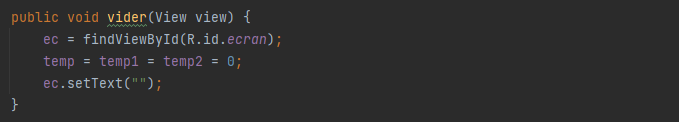 public void vider(View view) {
    ec = findViewById(R.id.ecran);
    temp = temp1 = temp2 = 0;
    ec.setText("");
}